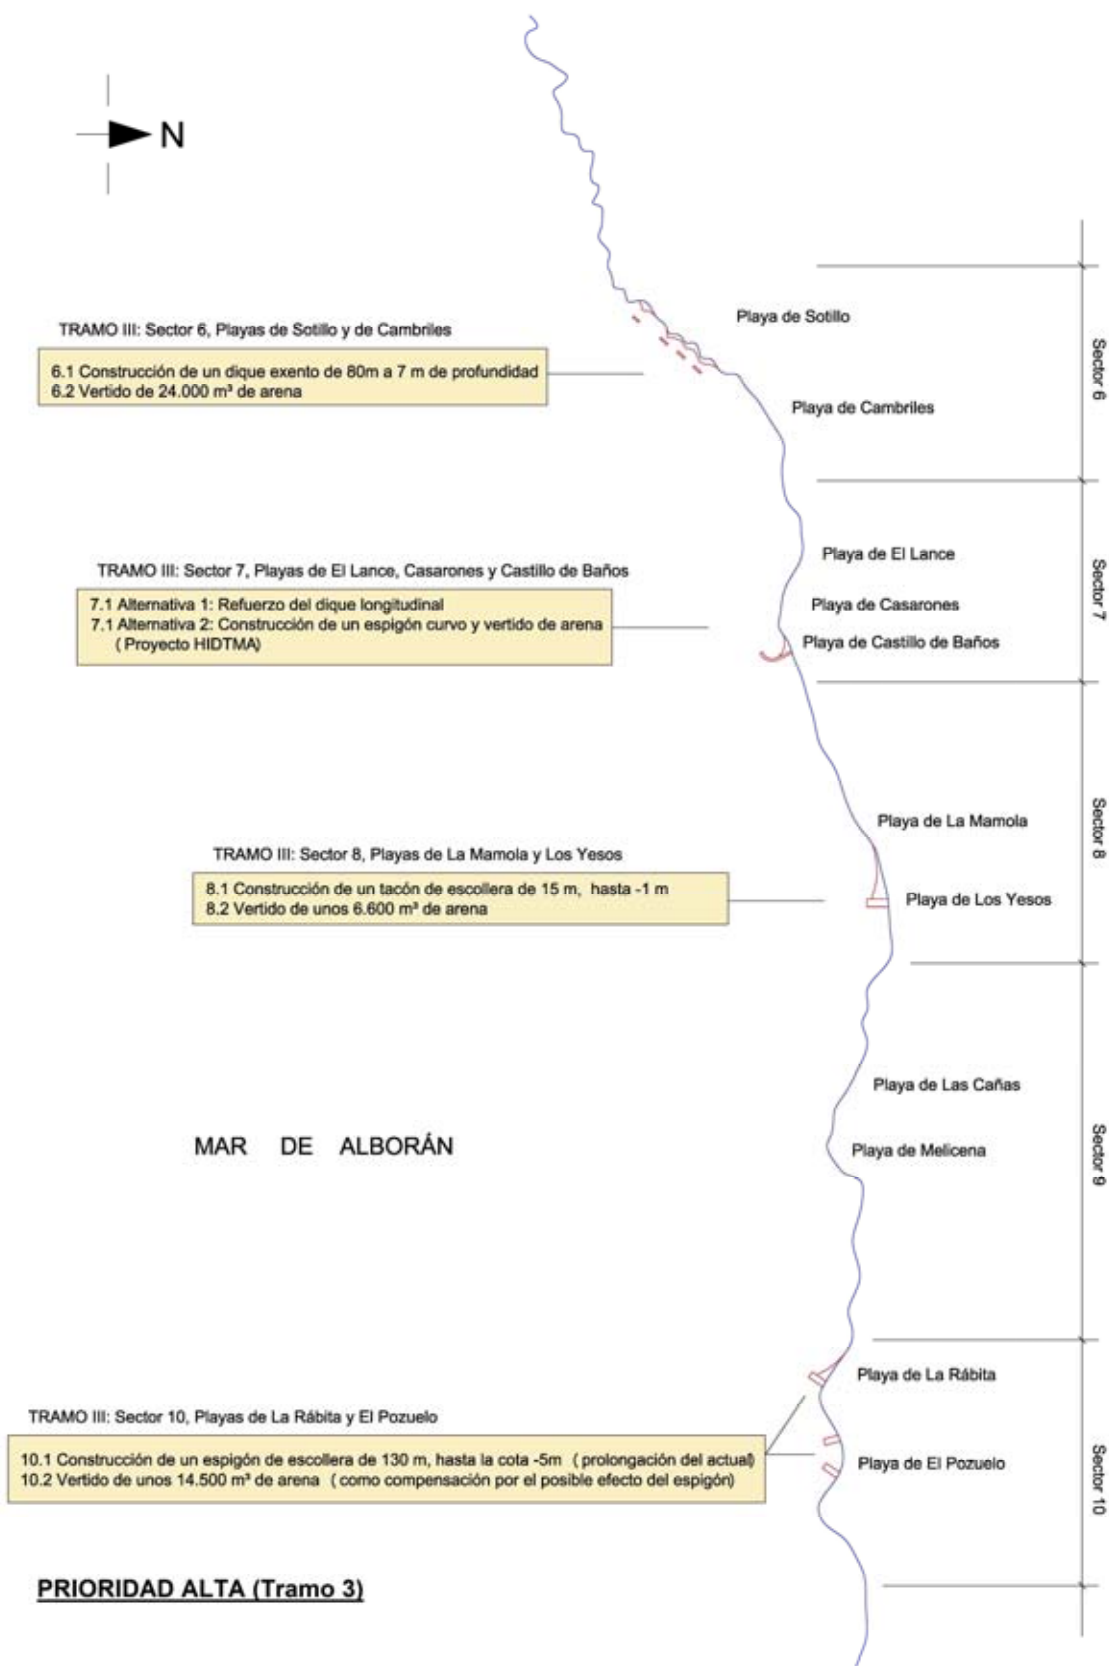 N
Playa de Sotillo
TRAMO III: Sector 6, Playas de Sotillo y de Cambriles
6.1 Construcción de un dique exento de 80m a 7 m de profundidad
6.2 Vertido de 24.000 m³ de arena
Sector 6
Playa de Cambriles
Playa de El Lance
TRAMO III: Sector 7, Playas de El Lance, Casarones y Castillo de Baños
7.1 Alternativa 1: Refuerzo del dique longitudinal
7.1 Alternativa 2: Construcción de un espigón curvo y vertido de arena
( Proyecto HIDTMA)
Sector 7
Playa de Casarones
Playa de Castillo de Baños
Playa de La Mamola
Sector 8
TRAMO III: Sector 8, Playas de La Mamola y Los Yesos
8.1 Construcción de un tacón de escollera de 15 m, hasta -1 m
8.2 Vertido de unos 6.600 m³ de arena
Playa de Los Yesos
Playa de Las Cañas
MAR DE ALBORÁN
Playa de Melicena
Sector 9
Playa de La Rábita
TRAMO III: Sector 10, Playas de La Rábita y El Pozuelo
10.1 Construcción de un espigón de escollera de 130 m, hasta la cota -5m ( prolongación del actual)
10.2 Vertido de unos 14.500 m³ de arena ( como compensación por el posible efecto del espigón)
Playa de El Pozuelo
Sector 10
PRIORIDAD ALTA (Tramo 3)